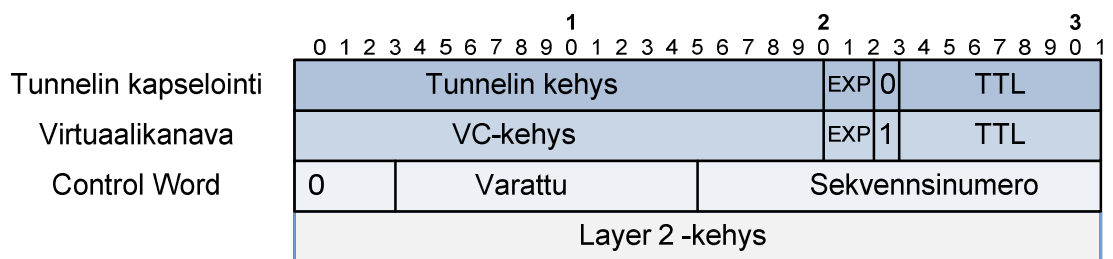 1 2 3
0 1 2 3 4 5 6 7 8 9 0 1 2 3 4 5 6 7 8 9 0 1 2 3 4 5 6 7 8 9 0 1
Tunnelin kapselointi Tunnelin kehys EXP 0 TTL
Virtuaalikanava VC-kehys EXP 1 TTL
Control Word 0 Varattu Sekvennsinumero
Layer 2 -kehys